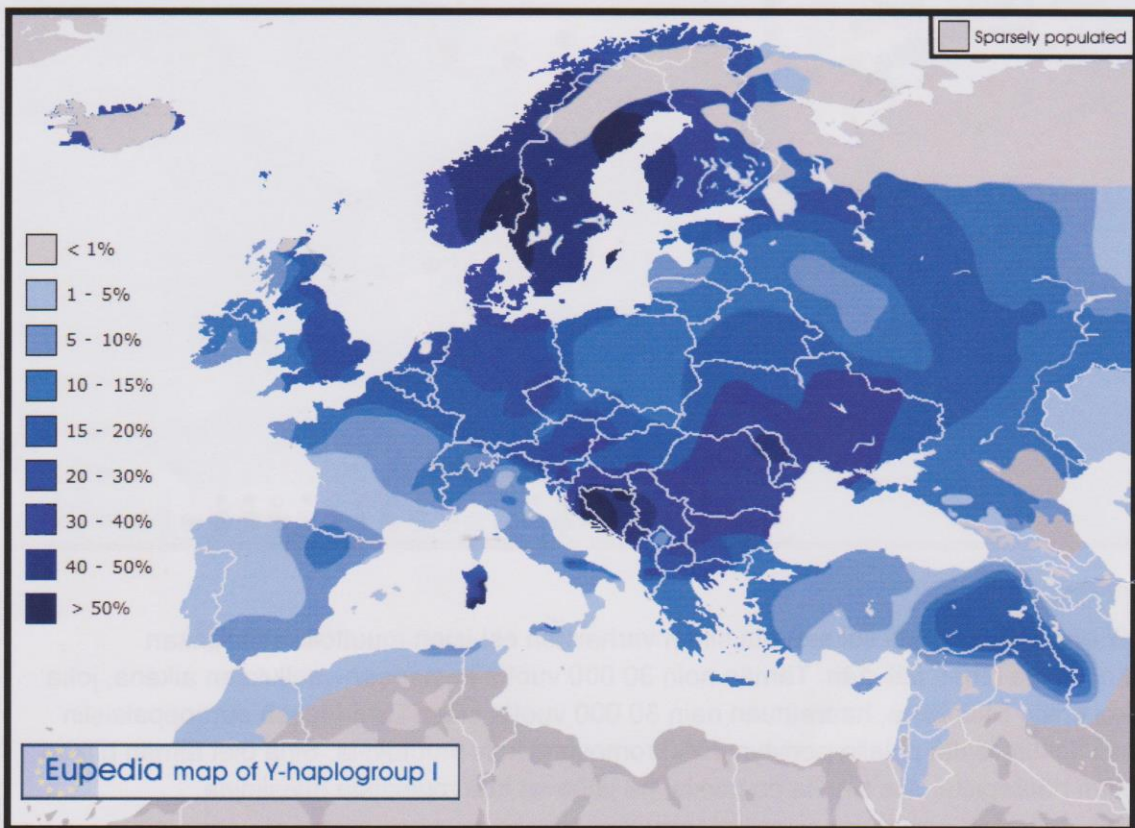 Sparsely populated
< 1%
1 - 5%
5 - 10%
10 - 15%
15 - 20%
20 - 30%
30 - 40%
40 - 50%
> 50%
Eupedia map of Y-haplogroup I